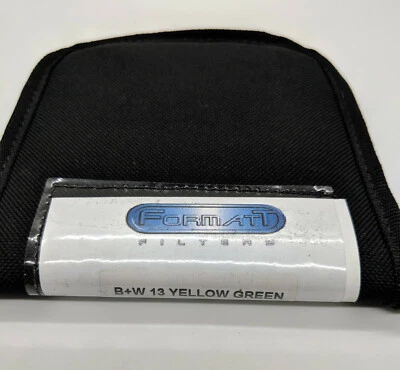 FORMATT
FILTERS
B+W 13 YELLOW GREEN